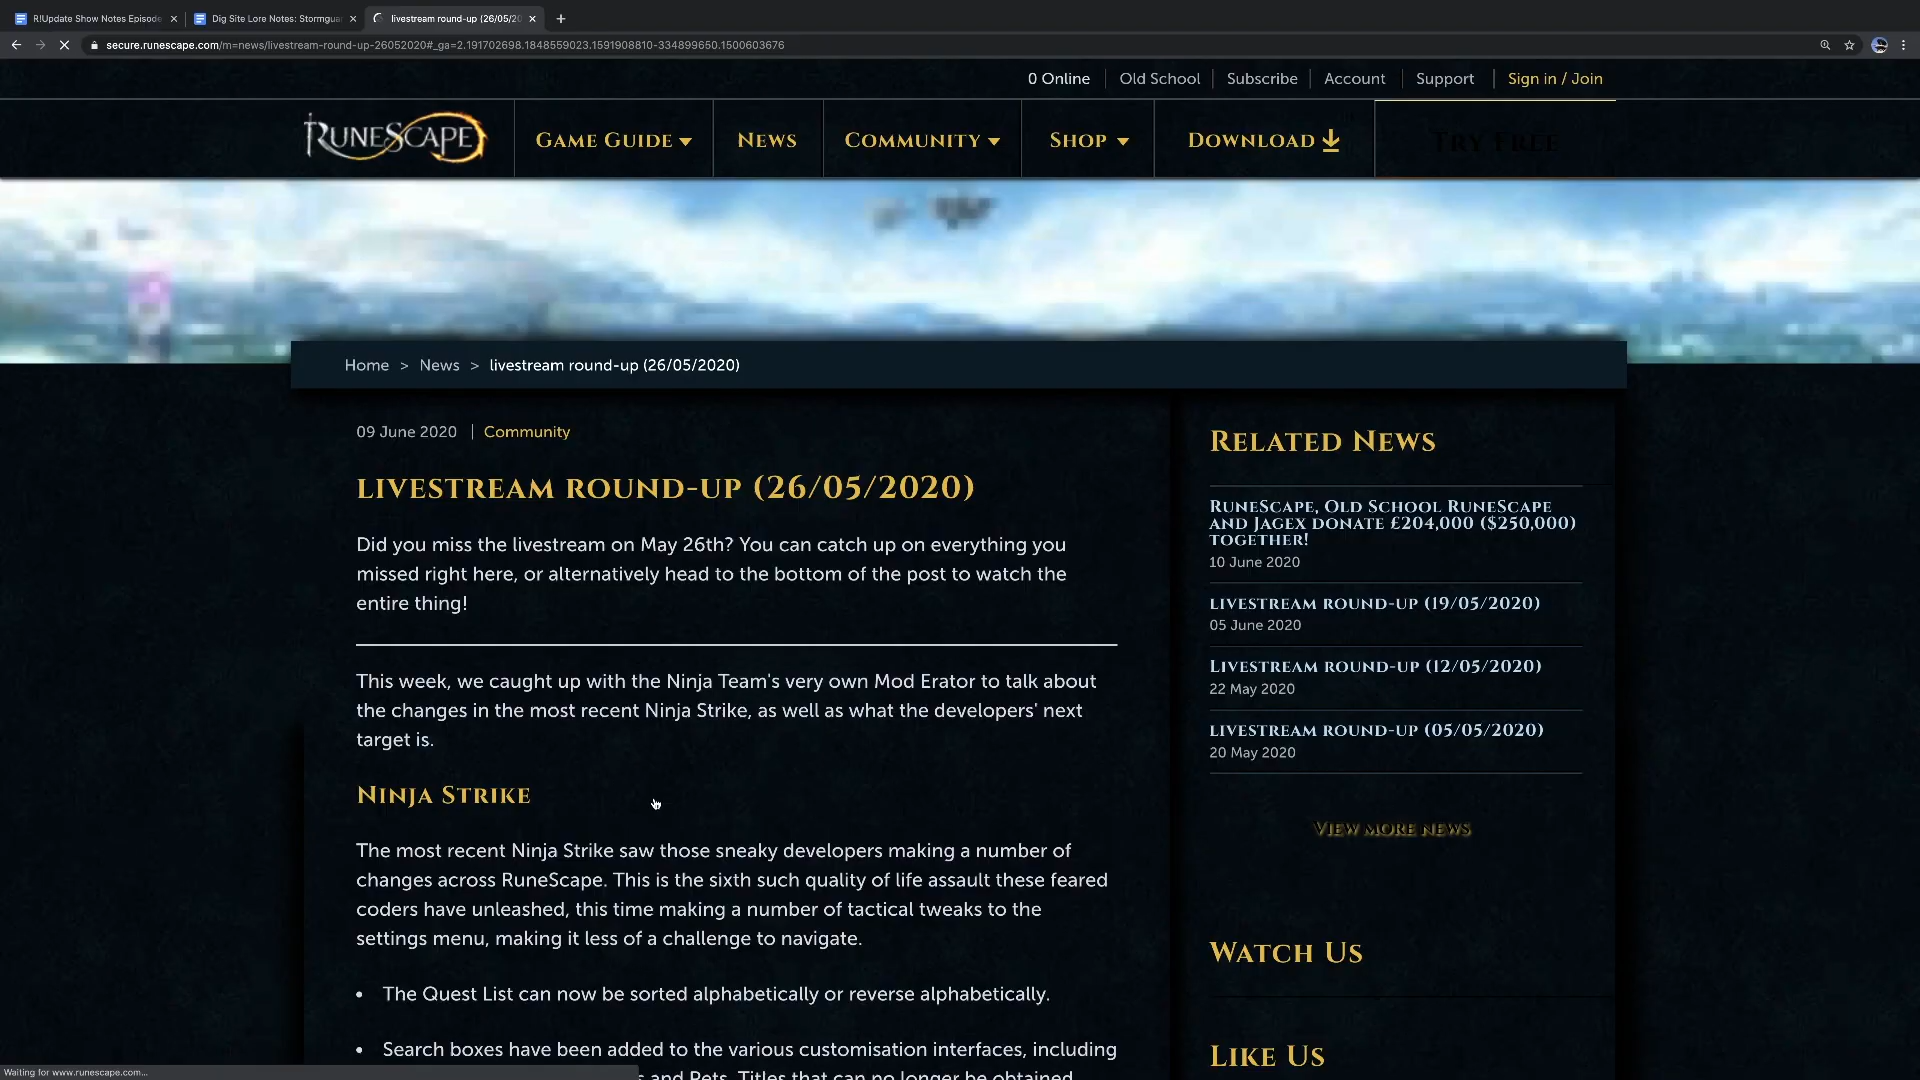 R!Update Show Notes Episode
Dig Site Lore Notes: Stormgua
livestream round-up (26/05/20
secure.runescape.com/m=news/livestream-round-up-26052020#_ga=2.191702698.1848559023.1591908810-334899650.1500603676
0 Online
Old School
Subscribe
Account
Support
Sign in / Join
RuneScape
Game Guide
News
Community
Shop
Download
Try Free
Home > News > livestream round-up (26/05/2020)
09 June 2020 | Community
livestream round-up (26/05/2020)
Did you miss the livestream on May 26th? You can catch up on everything you
missed right here, or alternatively head to the bottom of the post to watch the
entire thing!
This week, we caught up with the Ninja Team's very own Mod Erator to talk about
the changes in the most recent Ninja Strike, as well as what the developers' next
target is.
Ninja Strike
The most recent Ninja Strike saw those sneaky developers making a number of
changes across RuneScape. This is the sixth such quality of life assault these feared
coders have unleashed, this time making a number of tactical tweaks to the
settings menu, making it less of a challenge to navigate.
• The Quest List can now be sorted alphabetically or reverse alphabetically.
• Search boxes have been added to the various customisation interfaces, including
and Pets. Titles that can no longer be obtained
Related News
RuneScape, Old School RuneScape
and Jagex donate £204,000 ($250,000)
together!
10 June 2020
livestream round-up (19/05/2020)
05 June 2020
Livestream round-up (12/05/2020)
22 May 2020
livestream round-up (05/05/2020)
20 May 2020
View more news
Watch Us
Like Us
Waiting for www.runescape.com...